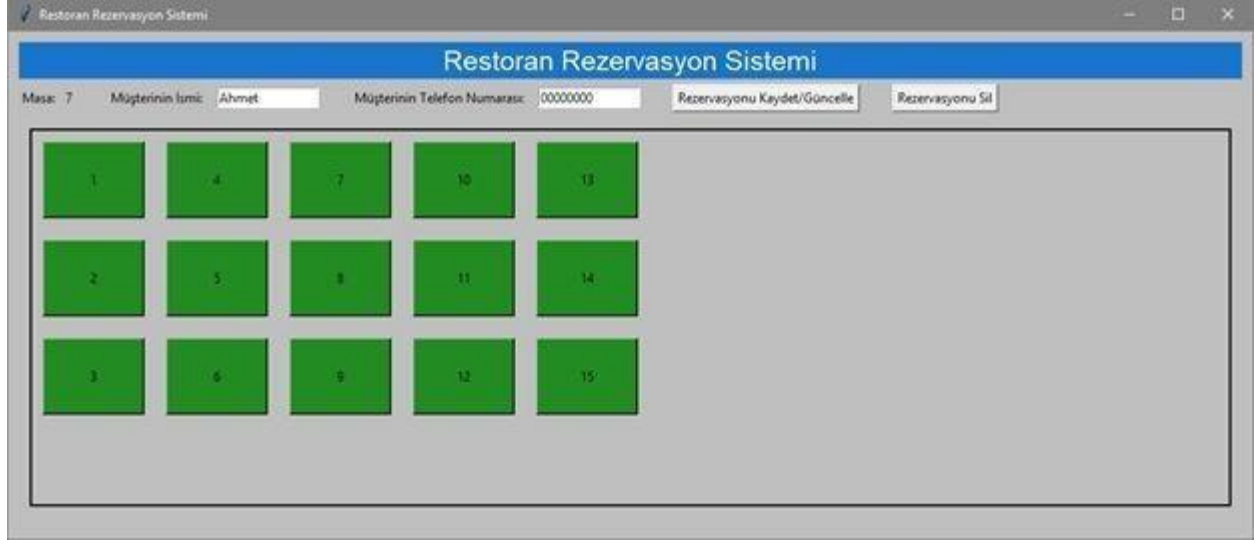 Restoran Rezervasyon Sistemi
Restoran Rezervasyon Sistemi
Masa: 7 Müşterinin İsmi: Ahmet Müşterinin Telefon Numarası: 00000000 Rezervasyonu Kaydet/Güncelle Rezervasyonu Sil
1 4 7 10 13
2 5 8 11 14
3 6 9 12 15